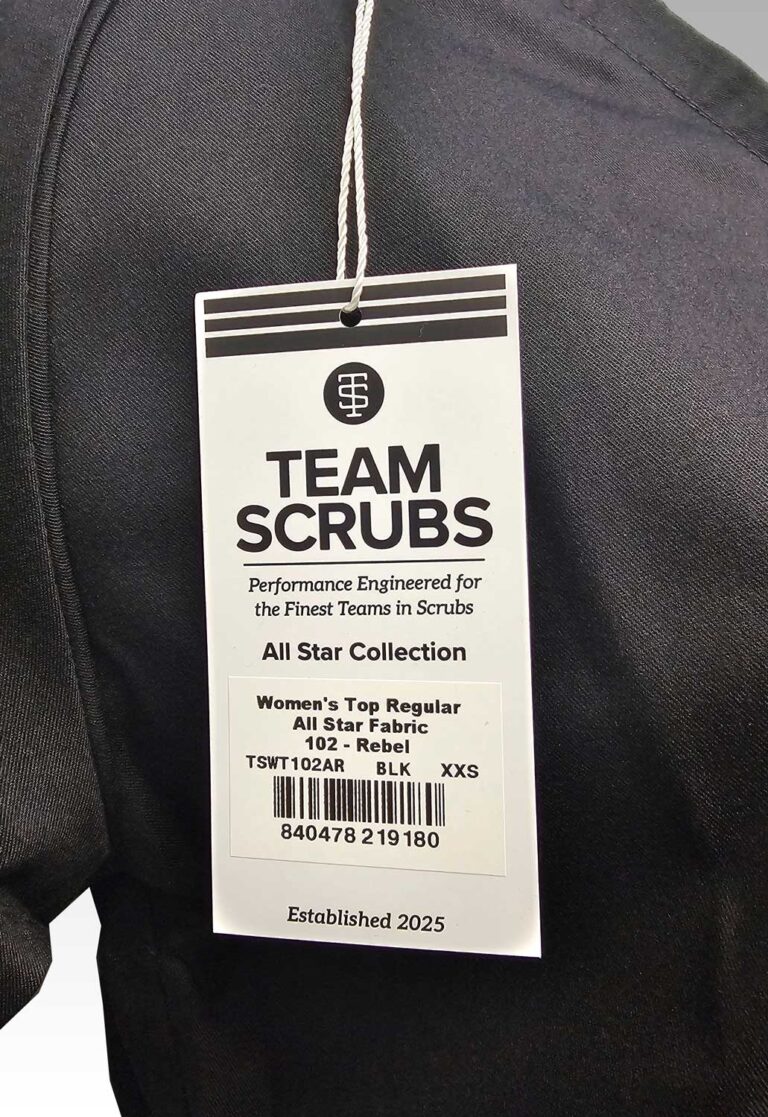 TS
TEAM
SCRUBS
Performance Engineered for
the Finest Teams in Scrubs
All Star Collection
Women's Top Regular
All Star Fabric
102 - Rebel
TSWT102AR BLK XXS
840478 219180
Established 2025